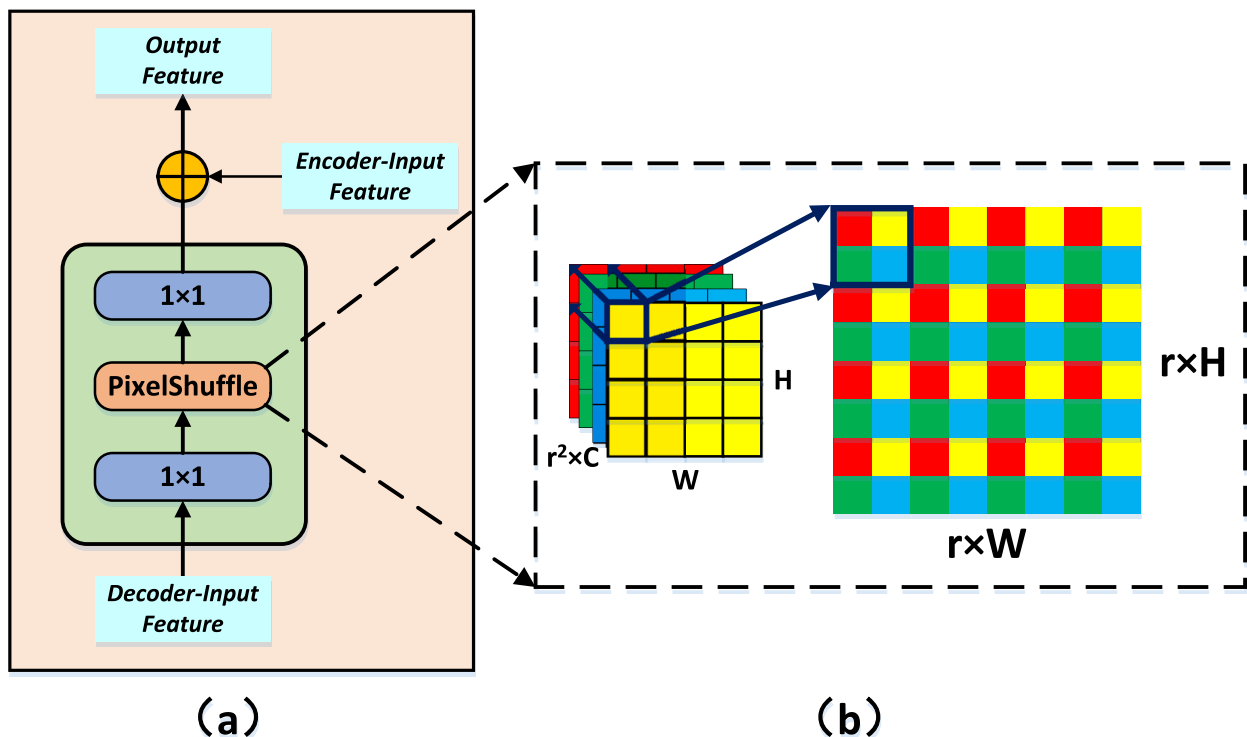 Output
Feature
Encoder-Input
Feature
1×1
PixelShuffle
1×1
Decoder-Input
Feature
(a)
H
r²×C
W
r×H
r×W
(b)